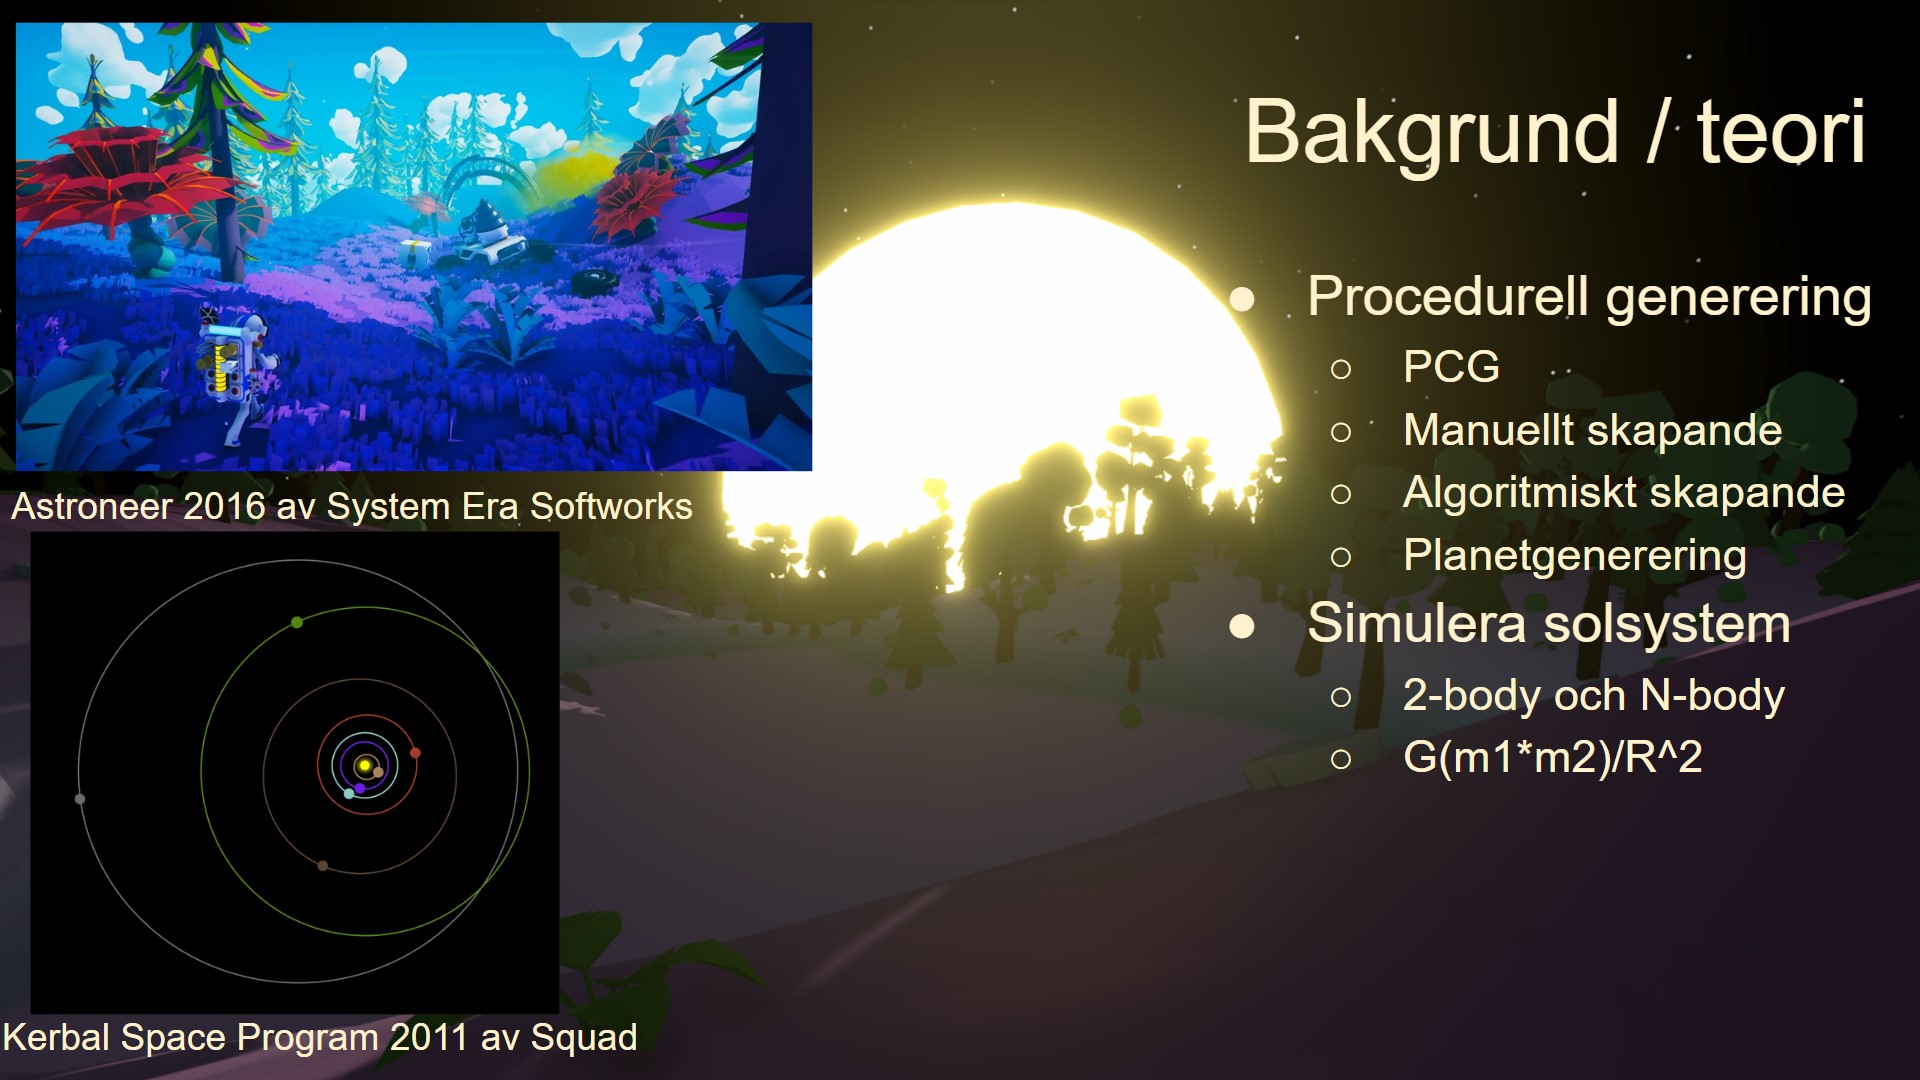 Bakgrund / teori
Astroneer 2016 av System Era Softworks
Kerbal Space Program 2011 av Squad
● Procedurell generering
○ PCG
○ Manuellt skapande
○ Algoritmiskt skapande
○ Planetgenerering
● Simulera solsystem
○ 2-body och N-body
○ G(m1*m2)/R^2